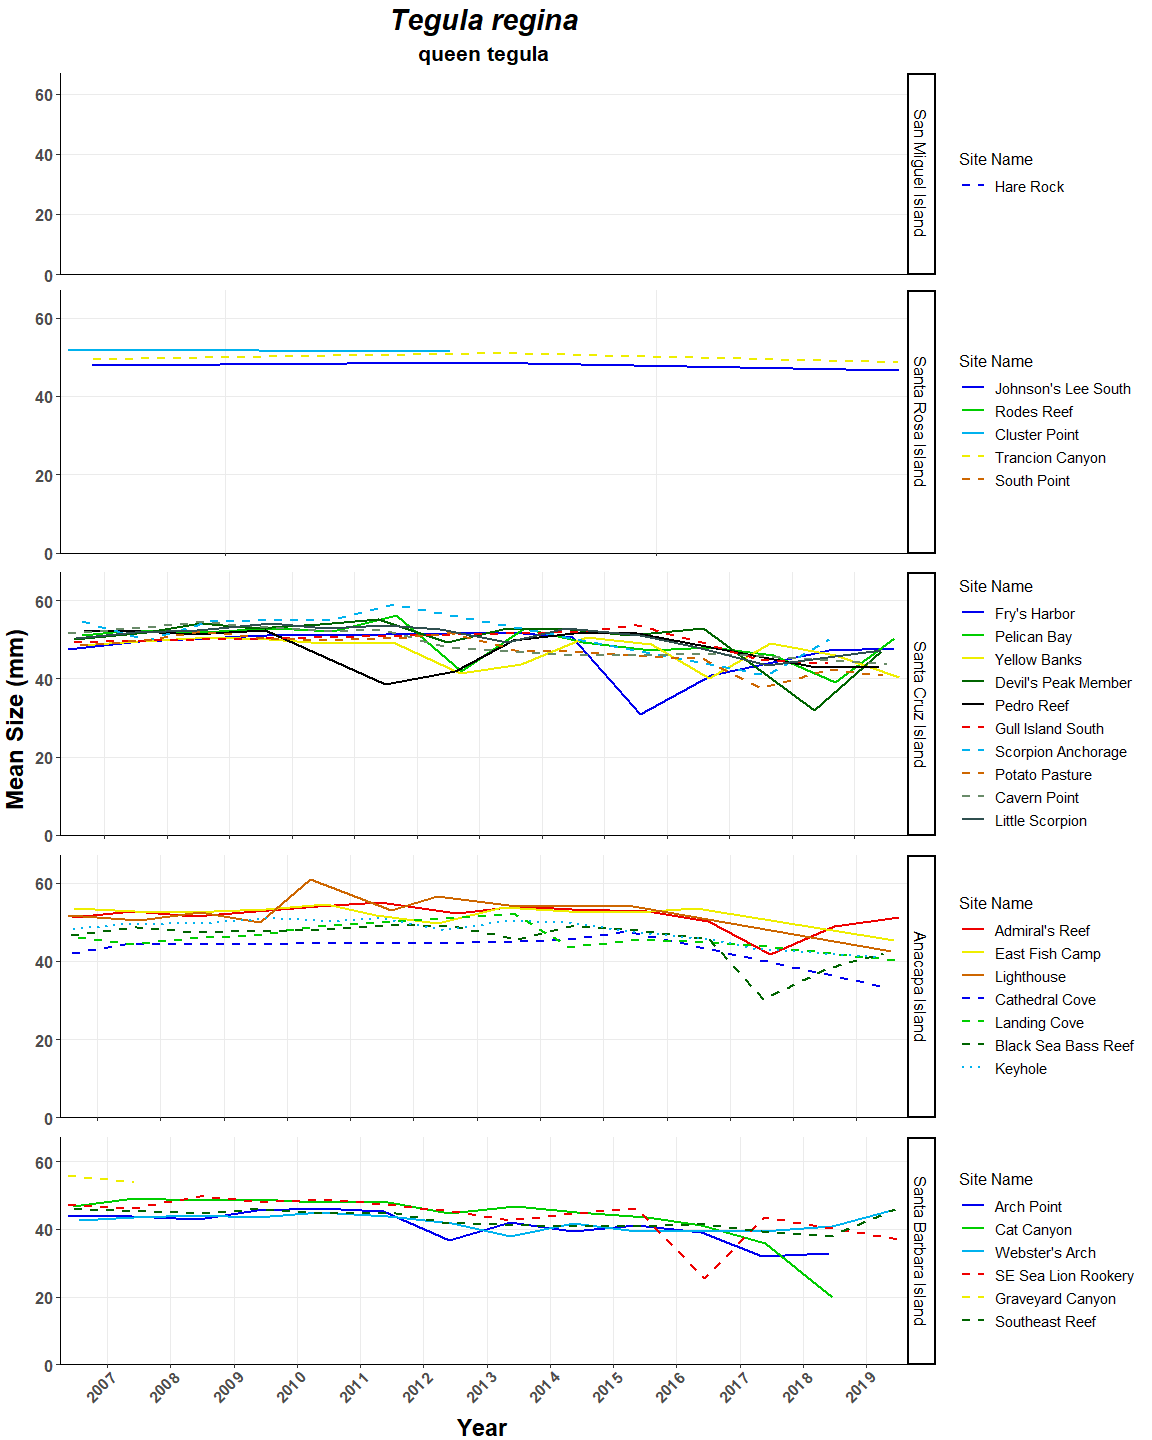 Tegula regina
queen tegula
Mean Size (mm)
60
40
20
0
San Miguel Island
Site Name
Hare Rock
60
40
20
0
Santa Rosa Island
Site Name
Johnson's Lee South
Rodes Reef
Cluster Point
Trancion Canyon
South Point
60
40
20
0
Santa Cruz Island
Site Name
Fry's Harbor
Pelican Bay
Yellow Banks
Devil's Peak Member
Pedro Reef
Gull Island South
Scorpion Anchorage
Potato Pasture
Cavern Point
Little Scorpion
60
40
20
0
Anacapa Island
Site Name
Admiral's Reef
East Fish Camp
Lighthouse
Cathedral Cove
Landing Cove
Black Sea Bass Reef
Keyhole
60
40
20
0
Santa Barbara Island
Site Name
Arch Point
Cat Canyon
Webster's Arch
SE Sea Lion Rookery
Graveyard Canyon
Southeast Reef
2007 2008 2009 2010 2011 2012 2013 2014 2015 2016 2017 2018 2019
Year